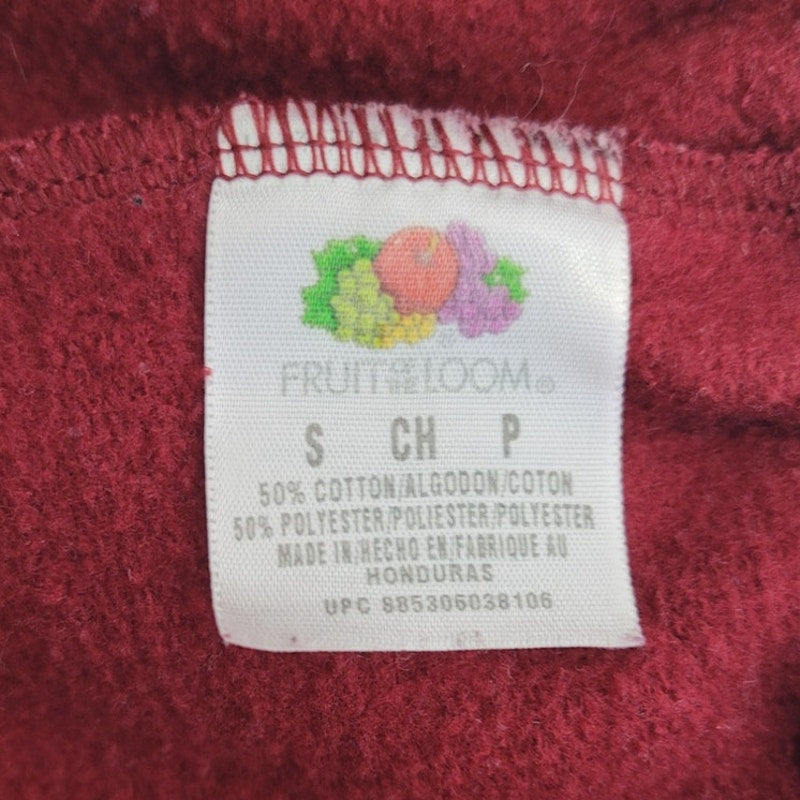 FRUIT OF THE LOOM®
S CH P
50% COTTON/ALGODON/COTON
50% POLYESTER/POLIESTER/POLYESTER
MADE IN/HECHO EN/FABRIQUE AU
HONDURAS
UPC 885306038106